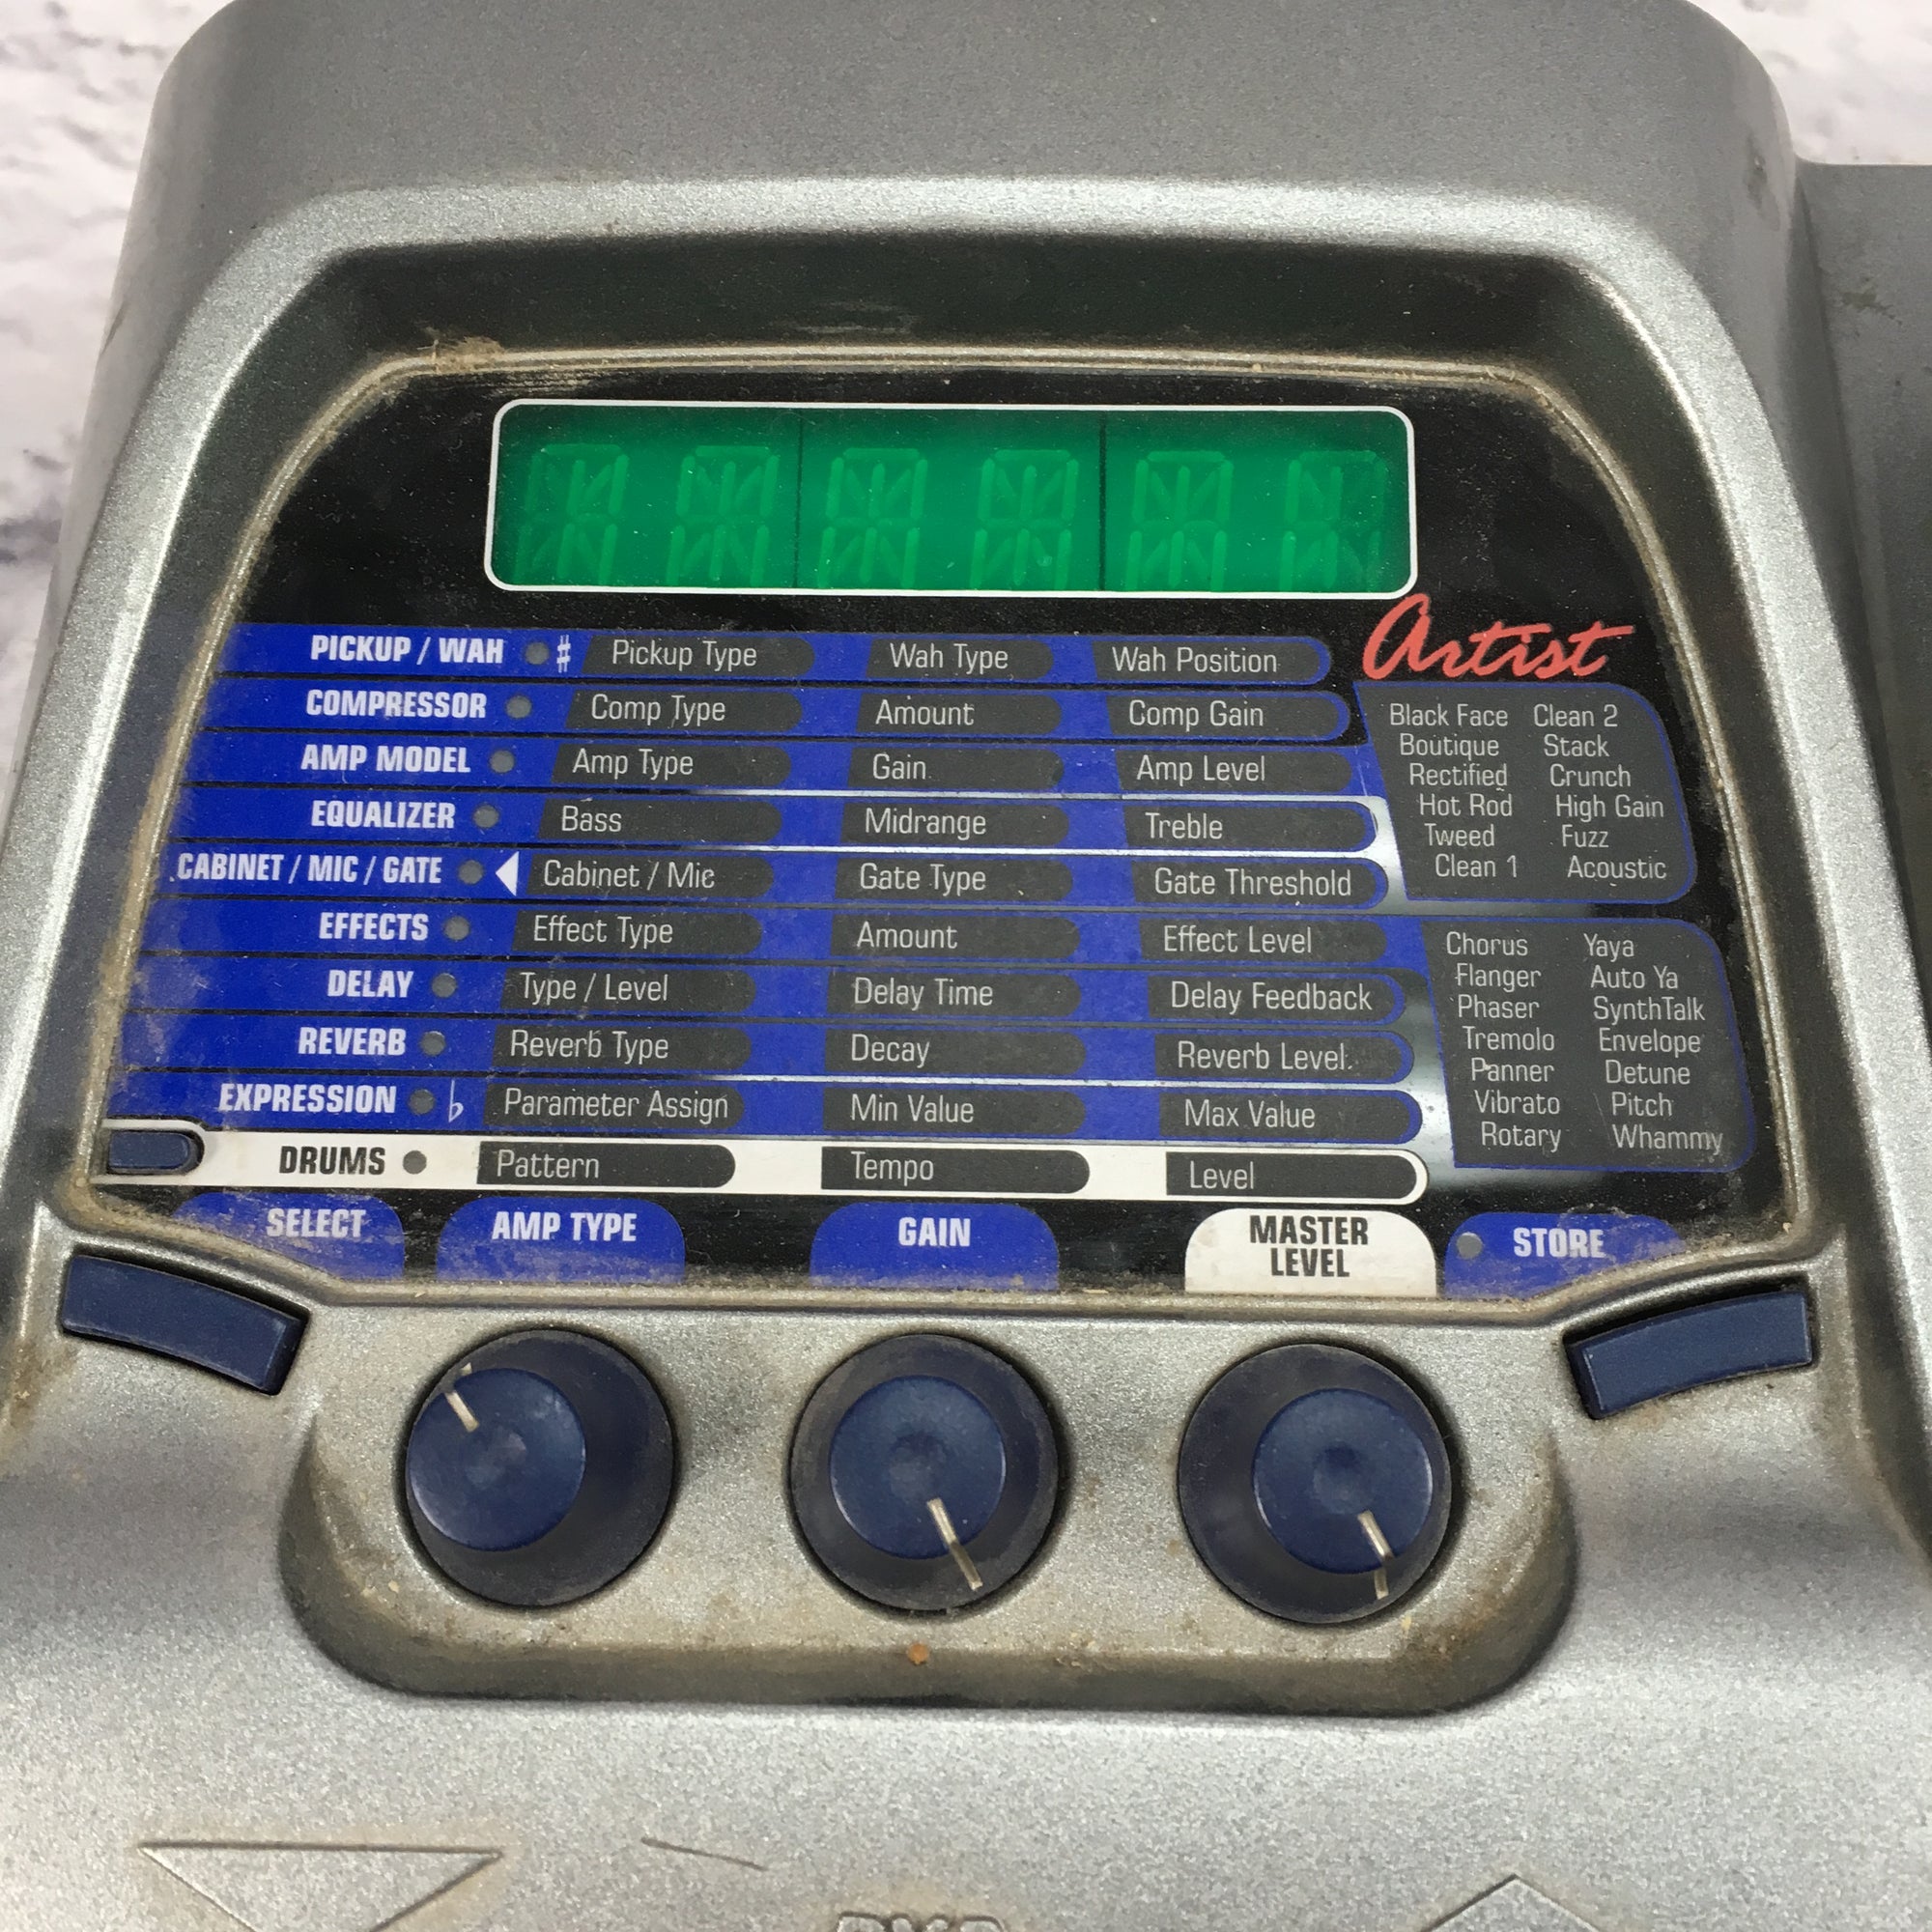 Artist
PICKUP / WAH ♯ Pickup Type Wah Type Wah Position
COMPRESSOR Comp Type Amount Comp Gain
AMP MODEL Amp Type Gain Amp Level
EQUALIZER Bass Midrange Treble
CABINET / MIC / GATE Cabinet / Mic Gate Type Gate Threshold
EFFECTS Effect Type Amount Effect Level
DELAY Type / Level Delay Time Delay Feedback
REVERB Reverb Type Decay Reverb Level
EXPRESSION ♭ Parameter Assign Min Value Max Value
DRUMS Pattern Tempo Level
Black Face Clean 2
Boutique Stack
Rectified Crunch
Hot Rod High Gain
Tweed Fuzz
Clean 1 Acoustic
Chorus Yaya
Flanger Auto Ya
Phaser SynthTalk
Tremolo Envelope
Panner Detune
Vibrato Pitch
Rotary Whammy
SELECT AMP TYPE GAIN MASTER LEVEL STORE